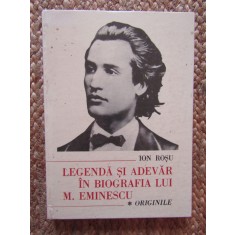 ION ROȘU
LEGENDĂ ȘI ADEVĂR
ÎN BIOGRAFIA LUI
M. EMINESCU
* ORIGINILE